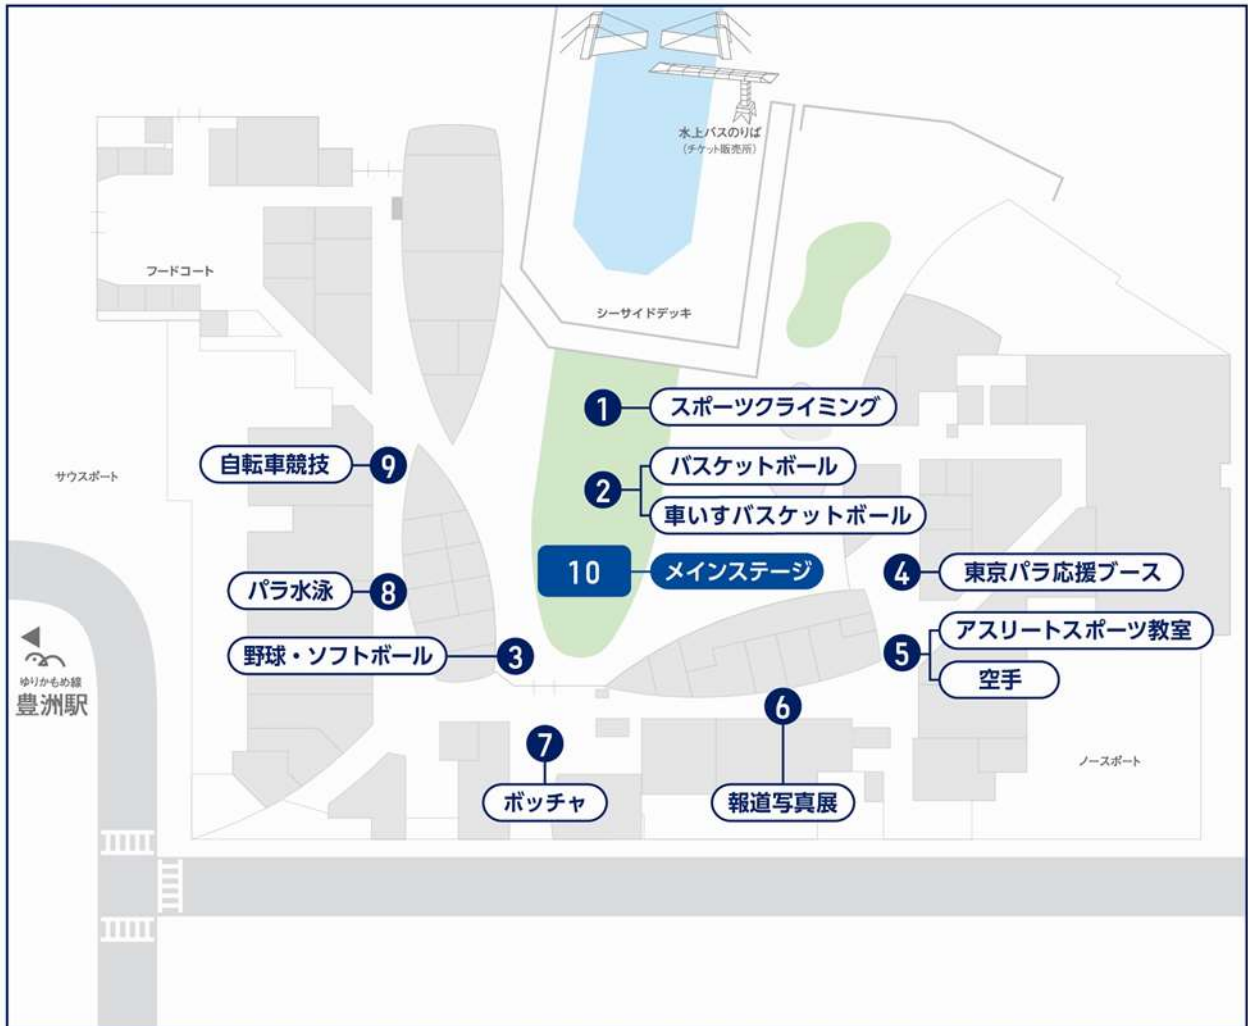 水上バスのりば
(チケット販売所)
フードコート
シーサイドデッキ
1 スポーツクライミング
サウスポート
自転車競技 9
2 バスケットボール
車いすバスケットボール
10 メインステージ
4 東京パラ応援ブース
パラ水泳 8
野球・ソフトボール 3
5 アスリートスポーツ教室
空手
ゆりかもめ線
豊洲駅
6
報道写真展
7
ボッチャ
ノースポート